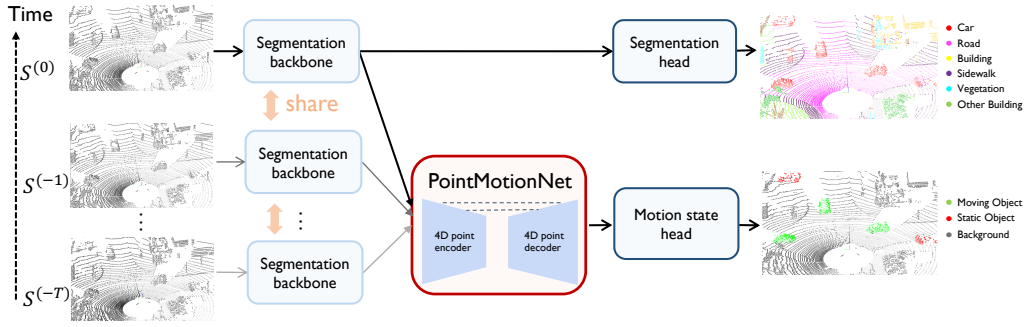 Time
S^{(0)}
Segmentation
backbone
Segmentation
head
Car
Road
Building
Sidewalk
Vegetation
Other Building
share
S^{(-1)}
Segmentation
backbone
PointMotionNet
4D point
encoder
4D point
decoder
Motion state
head
Moving Object
Static Object
Background
⋮
⋮
S^{(-T)}
Segmentation
backbone